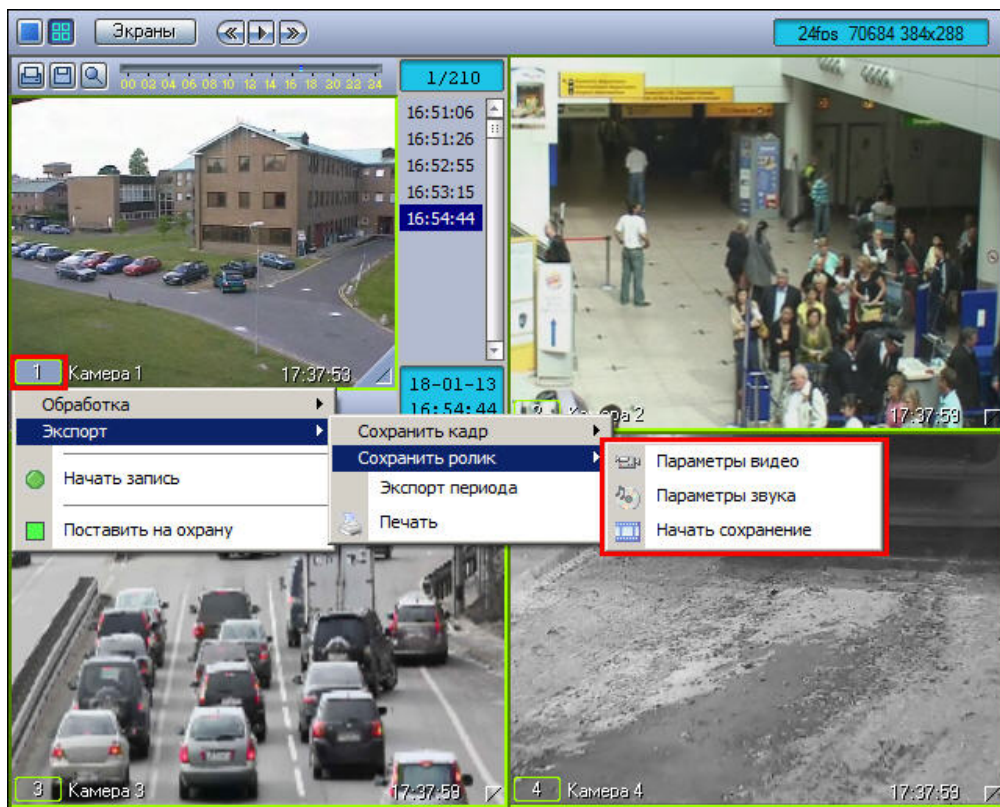 Экраны
24fps 70684 384x288
00 02 04 06 08 10 12 14 16 18 20 22 24
1/210
16:51:06
16:51:26
16:52:55
16:53:15
16:54:44
1 Камера 1 17:37:53
18-01-13
16:54:44
2 Камера 2 17:37:59
Обработка
Экспорт
Начать запись
Поставить на охрану
Сохранить кадр
Сохранить ролик
Экспорт периода
Печать
Параметры видео
Параметры звука
Начать сохранение
3 Камера 3 17:37:59
4 Камера 4 17:37:59